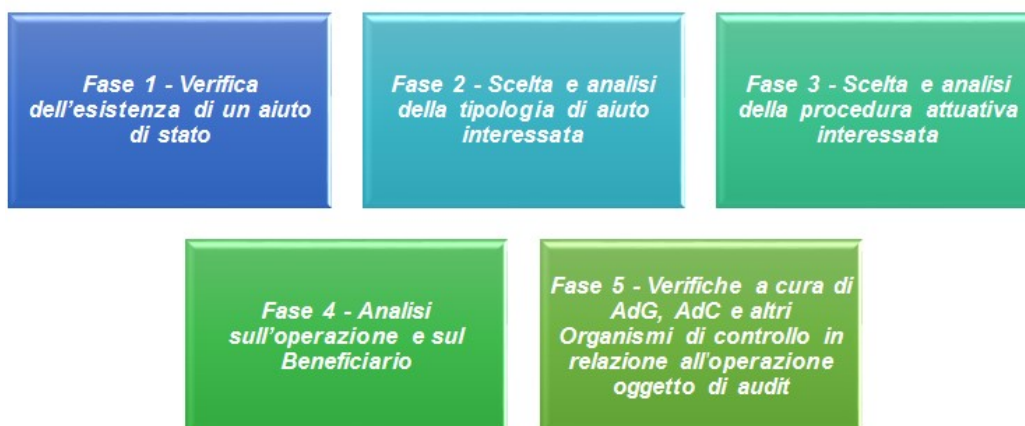 Fase 1 - Verifica
dell’esistenza di un aiuto
di stato
Fase 2 - Scelta e analisi
della tipologia di aiuto
interessata
Fase 3 - Scelta e analisi
della procedura attuativa
interessata
Fase 4 - Analisi
sull’operazione e sul
Beneficiario
Fase 5 - Verifiche a cura di
AdG, AdC e altri
Organismi di controllo in
relazione all'operazione
oggetto di audit